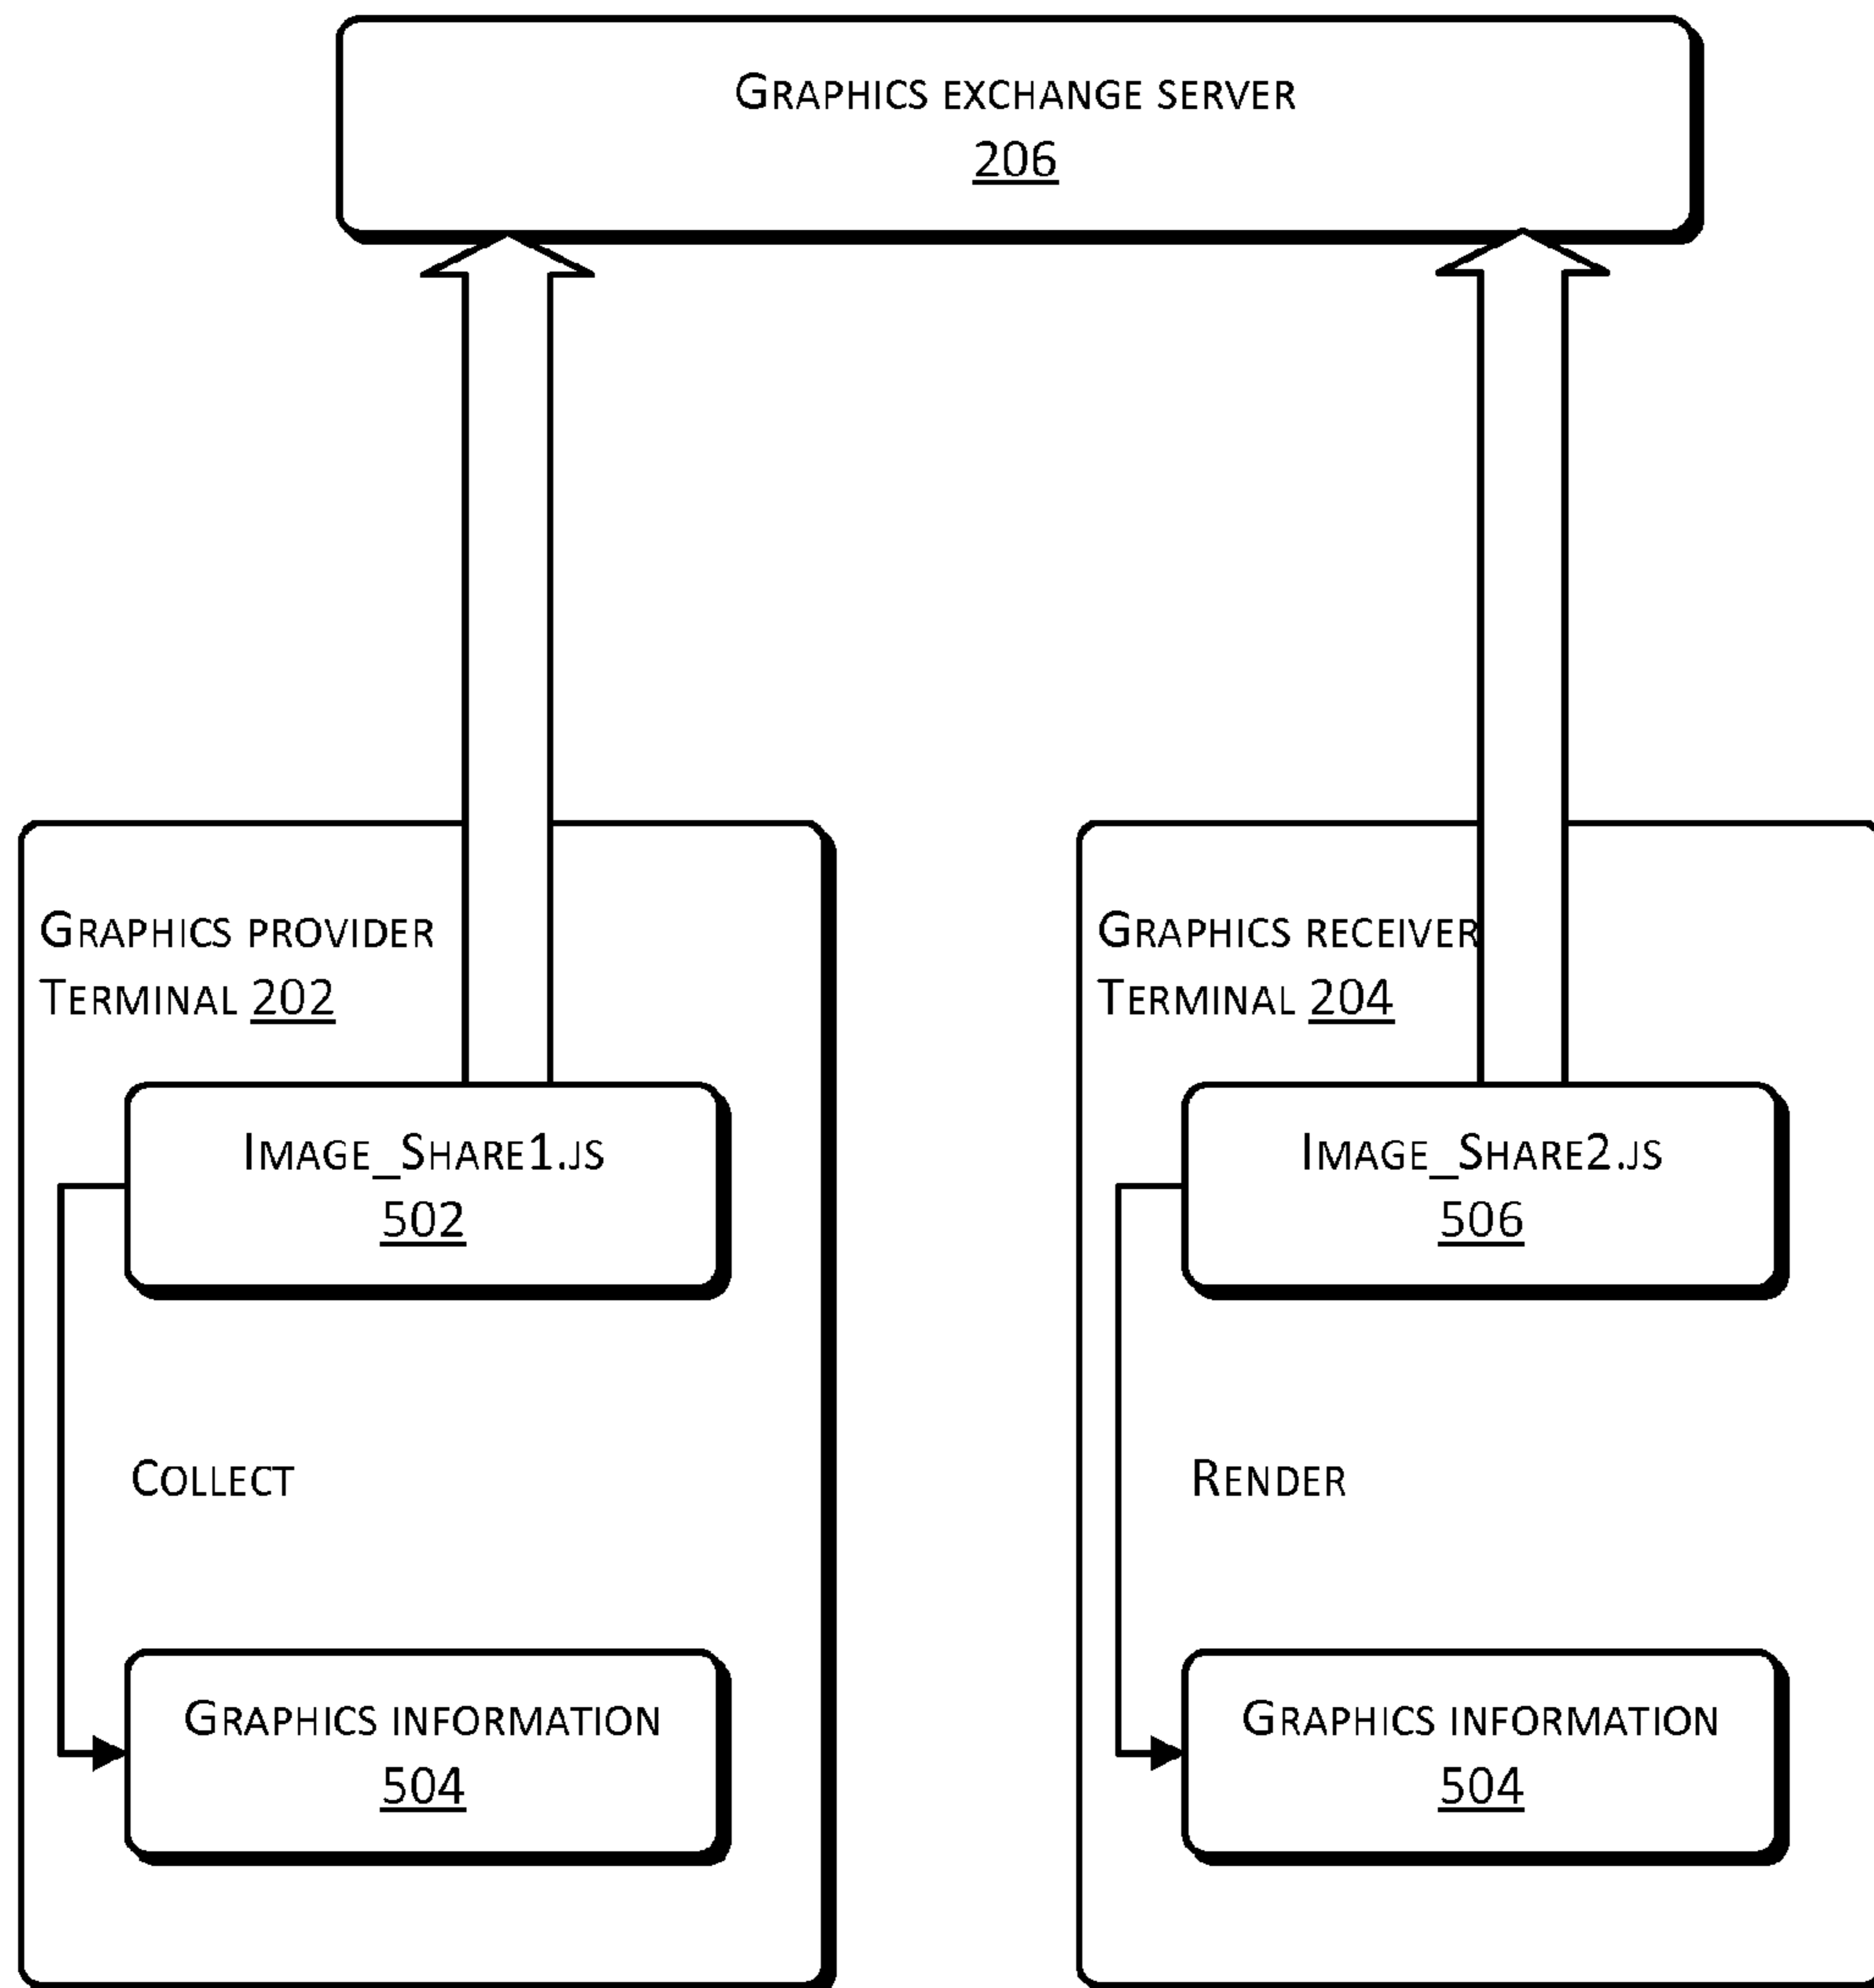 GRAPHICS EXCHANGE SERVER
206
GRAPHICS PROVIDER
TERMINAL 202
IMAGE_SHARE1.JS
502
COLLECT
GRAPHICS INFORMATION
504
GRAPHICS RECEIVER
TERMINAL 204
IMAGE_SHARE2.JS
506
RENDER
GRAPHICS INFORMATION
504